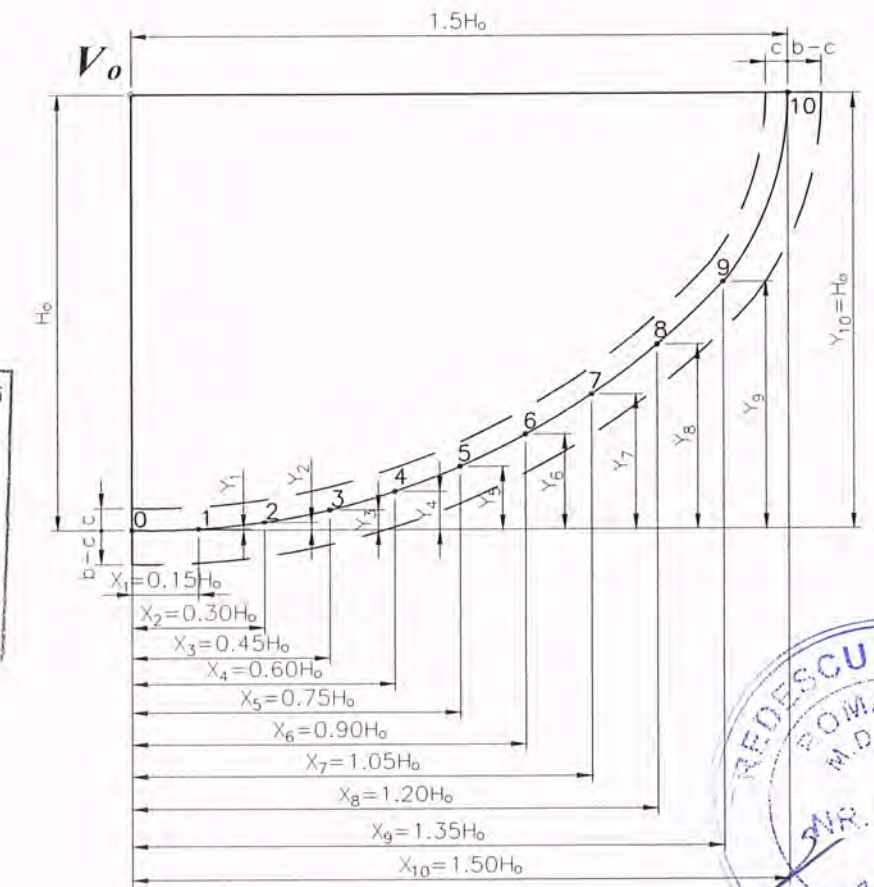 1.5H₀
V₀
c b-c
10
H₀
Y₁₀=H₀
9
8
7
6
5
4
3
2
1
0
Y₁
Y₂
Y₃
Y₄
Y₅
Y₆
Y₇
Y₈
Y₉
c
b-c
X₁=0.15H₀
X₂=0.30H₀
X₃=0.45H₀
X₄=0.60H₀
X₅=0.75H₀
X₆=0.90H₀
X₇=1.05H₀
X₈=1.20H₀
X₉=1.35H₀
X₁₀=1.50H₀
REDESCU
ROMA
M.D
NR.